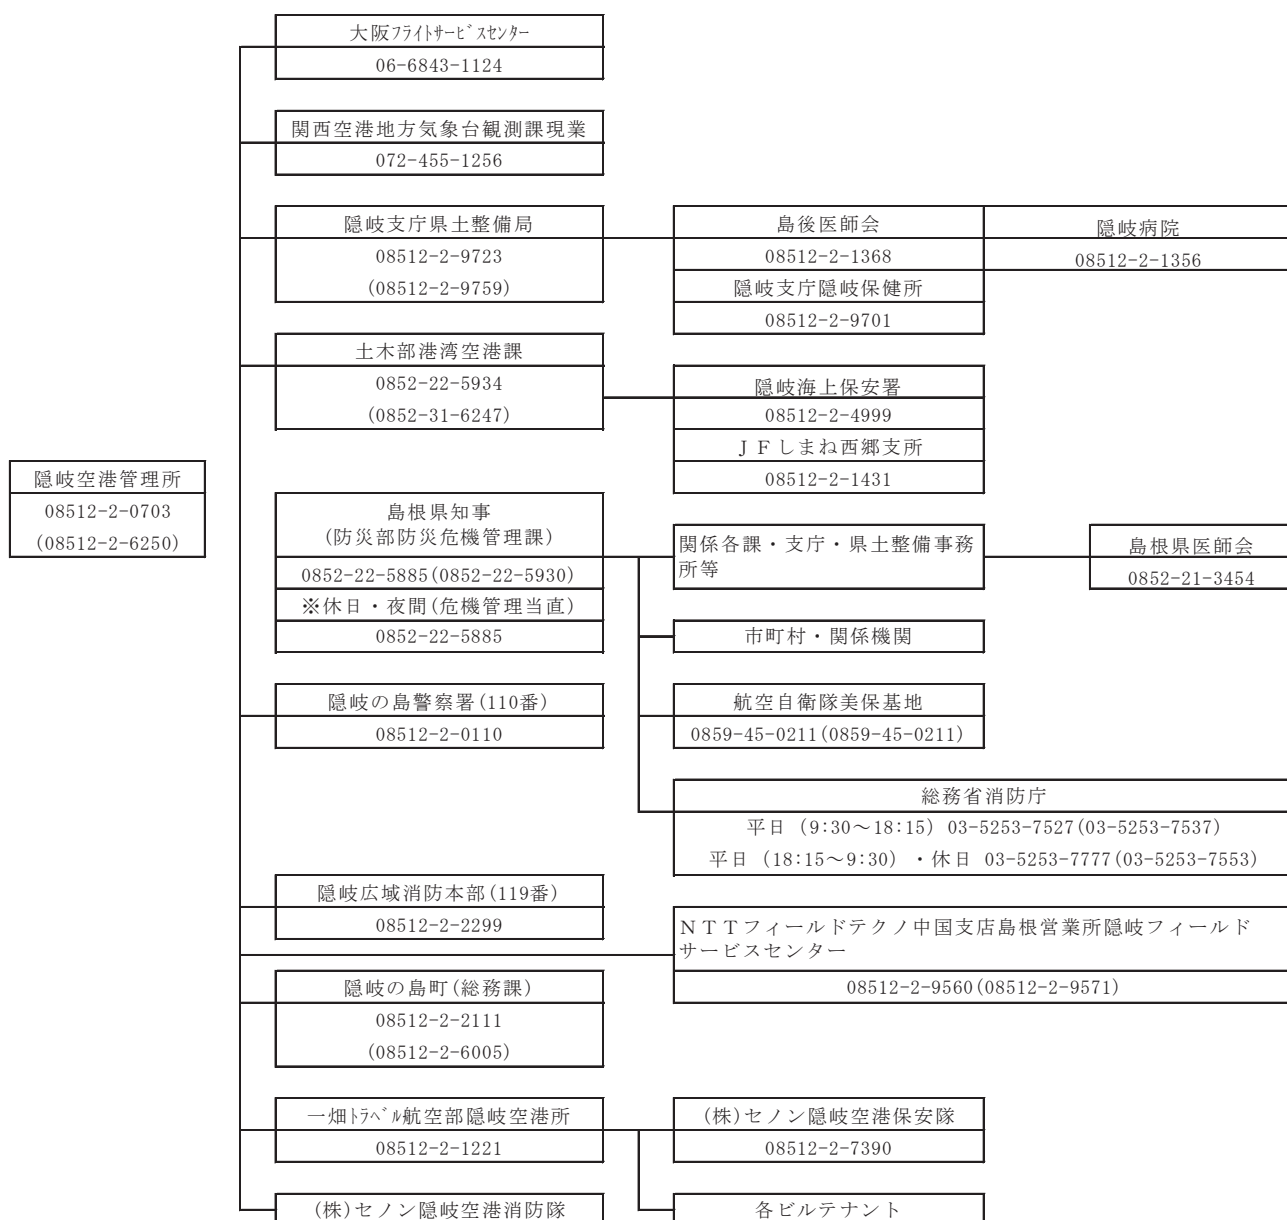 大阪ﾌﾗｲﾄｻｰﾋﾞｽｾﾝﾀｰ
06-6843-1124
関西空港地方気象台観測課現業
072-455-1256
隠岐支庁県土整備局
08512-2-9723
(08512-2-9759)
島後医師会
08512-2-1368
隠岐支庁隠岐保健所
08512-2-9701
隠岐病院
08512-2-1356
土木部港湾空港課
0852-22-5934
(0852-31-6247)
隠岐海上保安署
08512-2-4999
ＪＦしまね西郷支所
08512-2-1431
隠岐空港管理所
08512-2-0703
(08512-2-6250)
島根県知事
(防災部防災危機管理課)
0852-22-5885(0852-22-5930)
※休日・夜間(危機管理当直)
0852-22-5885
関係各課・支庁・県土整備事務
所等
島根県医師会
0852-21-3454
市町村・関係機関
隠岐の島警察署(110番)
08512-2-0110
航空自衛隊美保基地
0859-45-0211(0859-45-0211)
総務省消防庁
平日 (9:30～18:15) 03-5253-7527(03-5253-7537)
平日 (18:15～9:30) ・休日 03-5253-7777(03-5253-7553)
隠岐広域消防本部(119番)
08512-2-2299
ＮＴＴフィールドテクノ中国支店島根営業所隠岐フィールド
サービスセンター
08512-2-9560(08512-2-9571)
隠岐の島町(総務課)
08512-2-2111
(08512-2-6005)
一畑ﾄﾗﾍﾞﾙ航空部隠岐空港所
08512-2-1221
(株)セノン隠岐空港保安隊
08512-2-7390
(株)セノン隠岐空港消防隊
各ビルテナント